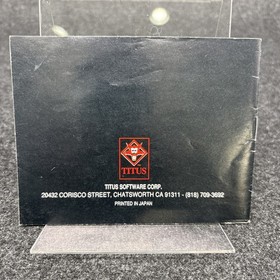 TITUS
TITUS SOFTWARE CORP.
20432 CORISCO STREET, CHATSWORTH CA 91311 - (818) 709-3692
PRINTED IN JAPAN